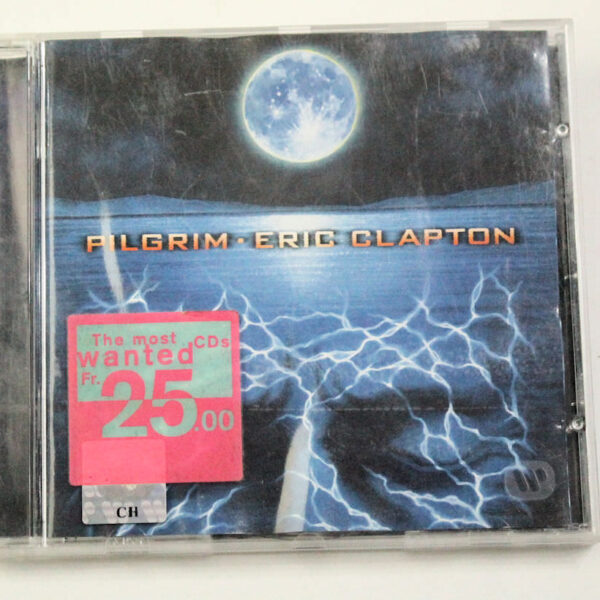 PILGRIM · ERIC CLAPTON
The most
wanted CDs
Fr. 25.00
CH